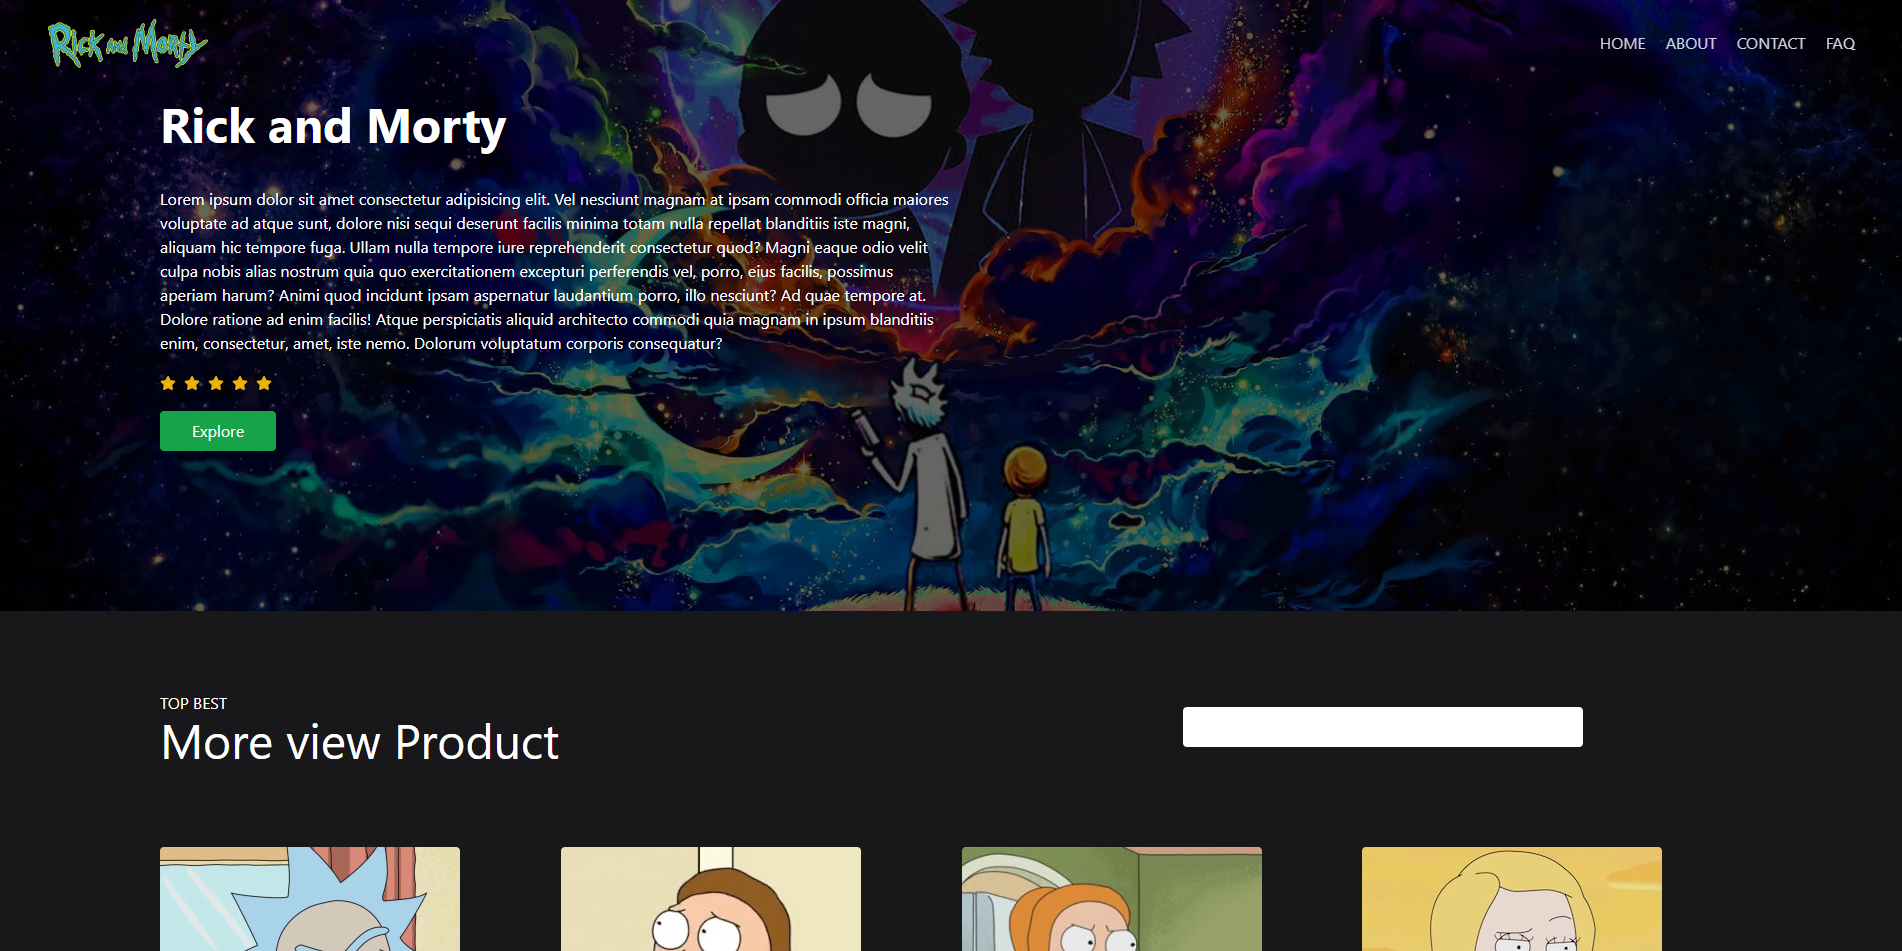 Rick and Morty
HOME ABOUT CONTACT FAQ
Rick and Morty
Lorem ipsum dolor sit amet consectetur adipisicing elit. Vel nesciunt magnam at ipsam commodi officia maiores
voluptate ad atque sunt, dolore nisi sequi deserunt facilis minima totam nulla repellat blanditiis iste magni,
aliquam hic tempore fuga. Ullam nulla tempore iure reprehenderit consectetur quod? Magni eaque odio velit
culpa nobis alias nostrum quia quo exercitationem excepturi perferendis vel, porro, eius facilis, possimus
aperiam harum? Animi quod incidunt ipsam aspernatur laudantium porro, illo nesciunt? Ad quae tempore at.
Dolore ratione ad enim facilis! Atque perspiciatis aliquid architecto commodi quia magnam in ipsum blanditiis
enim, consectetur, amet, iste nemo. Dolorum voluptatum corporis consequatur?
Explore
TOP BEST
More view Product